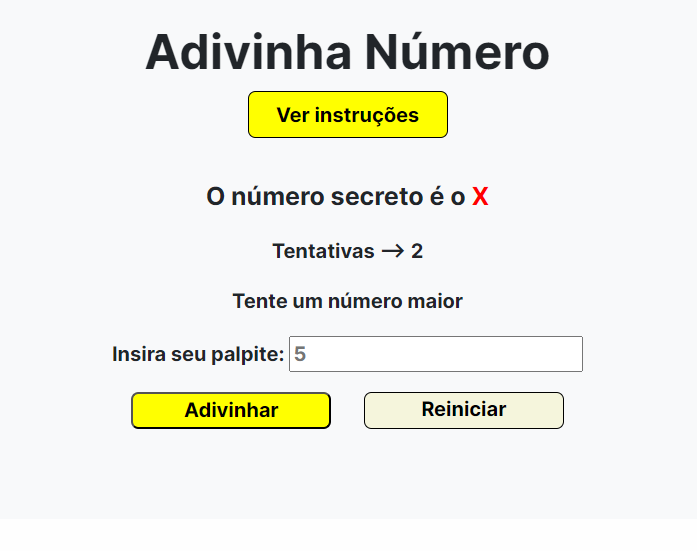 Adivinha Número
Ver instruções
O número secreto é o X
Tentativas --> 2
Tente um número maior
Insira seu palpite: 5
Adivinhar Reiniciar